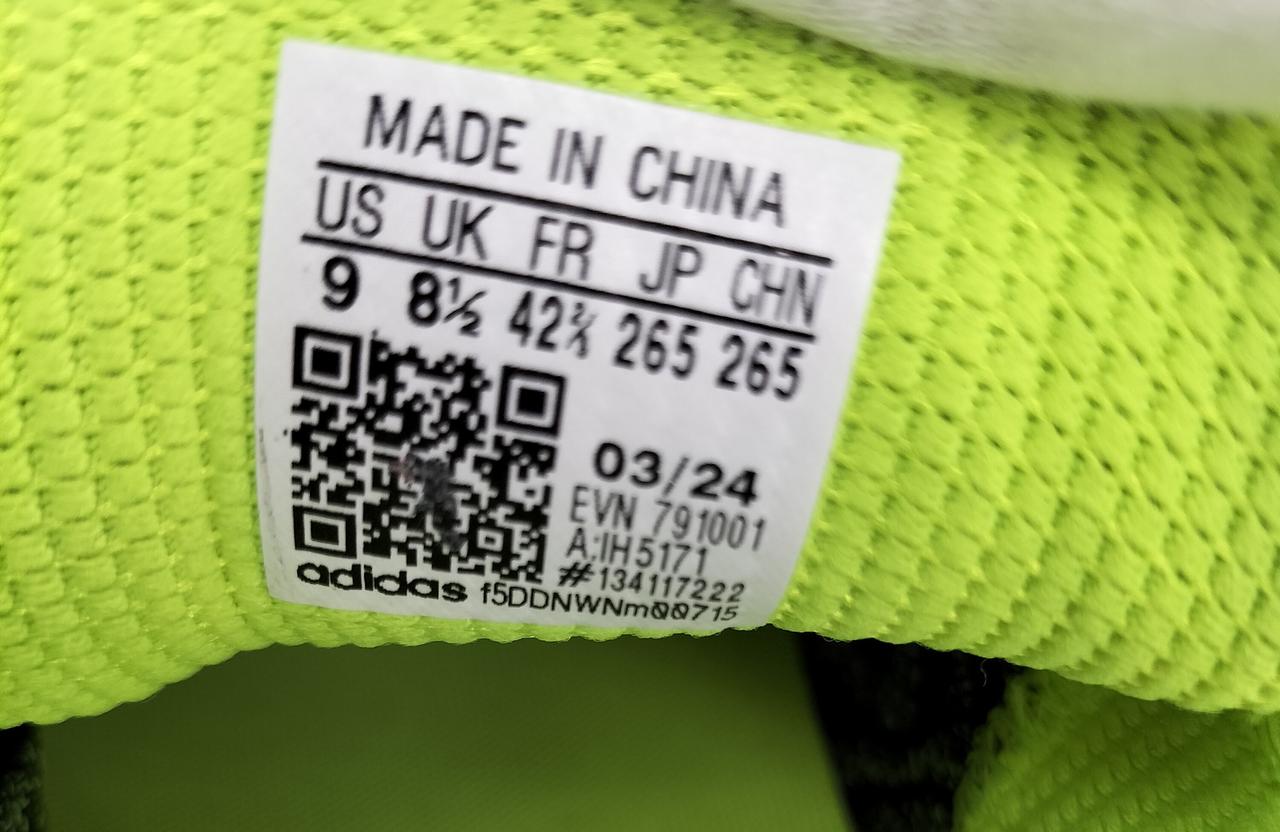 MADE IN CHINA
US UK FR JP CHN
9 8½ 42⅔ 265 265
03/24
EVN 791001
A:IH5171
#134117222
adidas f5DDNWNm00715